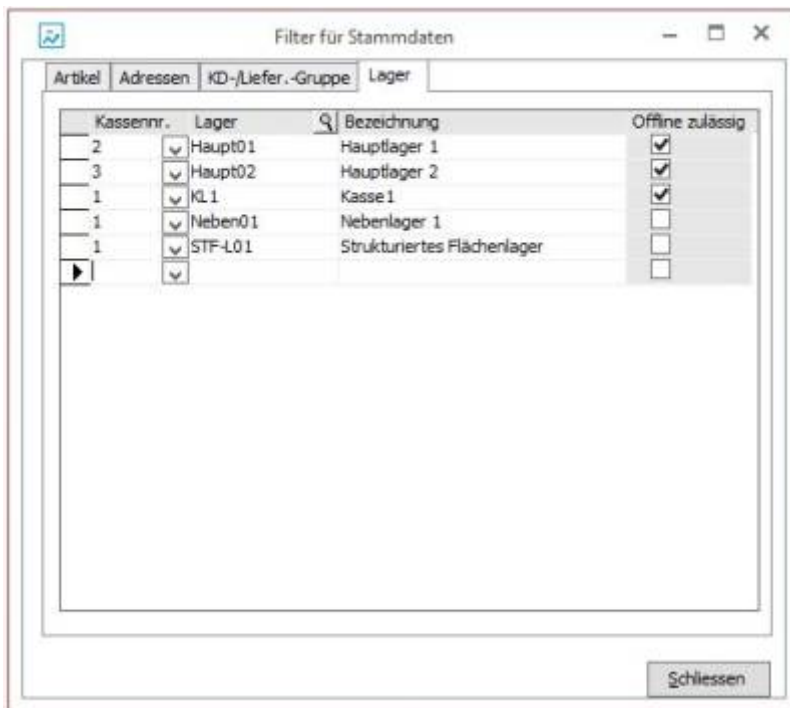 Filter für Stammdaten
Artikel Adressen KD-/Liefer.-Gruppe Lager
Kassennr. Lager Bezeichnung Offline zulässig
2 Haupt01 Hauptlager 1
3 Haupt02 Hauptlager 2
1 KL1 Kasse1
1 Neben01 Nebenlager 1
1 STF-L01 Strukturiertes Flächenlager
Schliessen